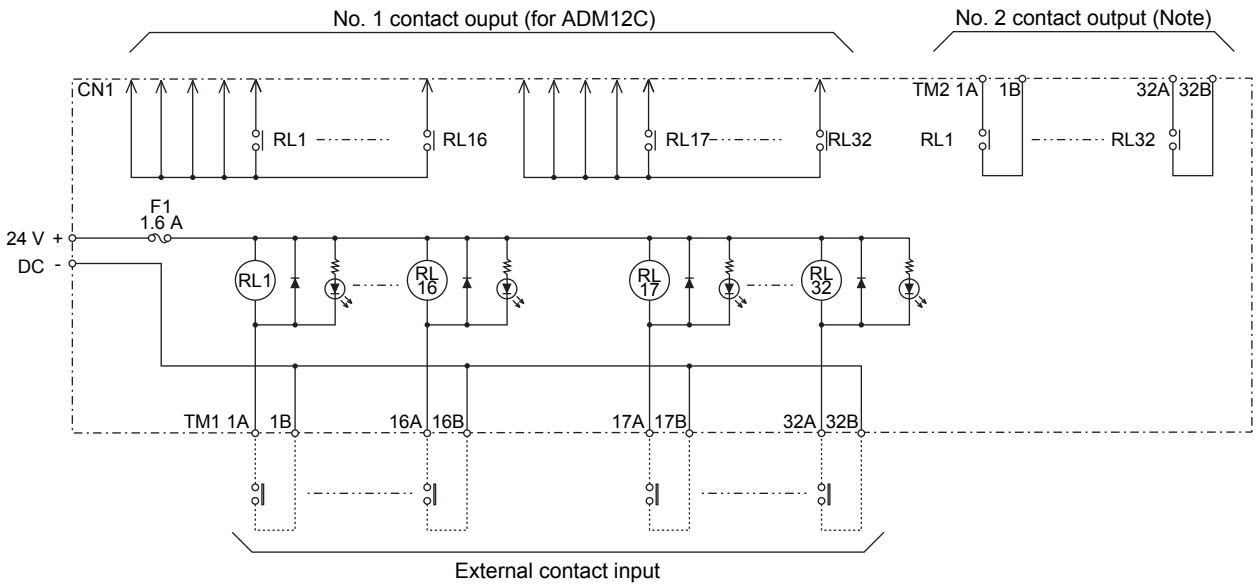 No. 1 contact ouput (for ADM12C)
No. 2 contact output (Note)
CN1
TM2 1A 1B 32A 32B
RL1 RL16 RL17 RL32 RL1 RL32
F1
1.6 A
24 V +
DC -
RL1
RL
16
RL
17
RL
32
TM1 1A 1B 16A 16B 17A 17B 32A 32B
External contact input